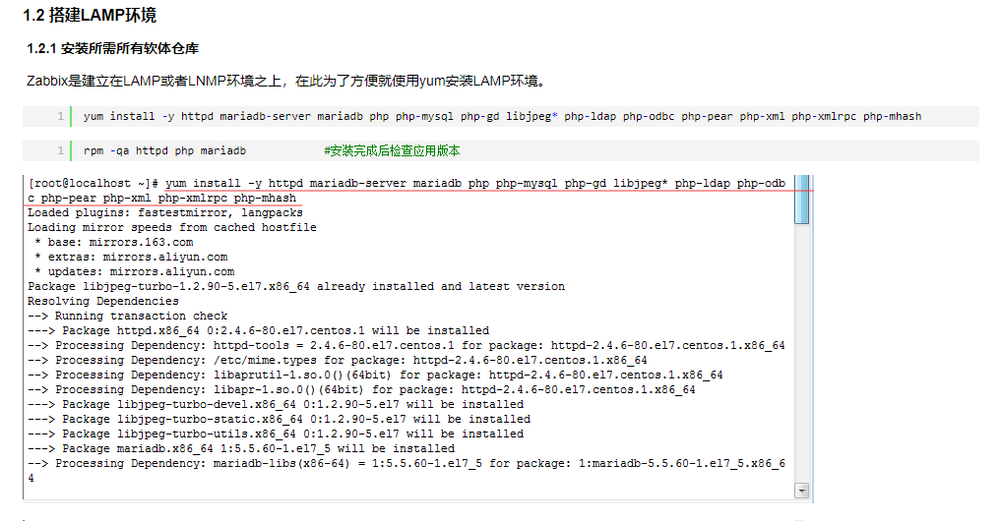 1.2 搭建LAMP环境
1.2.1 安装所需所有软体仓库
Zabbix是建立在LAMP或者LNMP环境之上，在此为了方便就使用yum安装LAMP环境。
1 yum install -y httpd mariadb-server mariadb php php-mysql php-gd libjpeg* php-ldap php-odbc php-pear php-xml php-xmlrpc php-mhash
1 rpm -qa httpd php mariadb #安装完成后检查应用版本
[root@localhost ~]# yum install -y httpd mariadb-server mariadb php php-mysql php-gd libjpeg* php-ldap php-odb
c php-pear php-xml php-xmlrpc php-mhash
Loaded plugins: fastestmirror, langpacks
Loading mirror speeds from cached hostfile
 * base: mirrors.163.com
 * extras: mirrors.aliyun.com
 * updates: mirrors.aliyun.com
Package libjpeg-turbo-1.2.90-5.el7.x86_64 already installed and latest version
Resolving Dependencies
--> Running transaction check
---> Package httpd.x86_64 0:2.4.6-80.el7.centos.1 will be installed
--> Processing Dependency: httpd-tools = 2.4.6-80.el7.centos.1 for package: httpd-2.4.6-80.el7.centos.1.x86_64
--> Processing Dependency: /etc/mime.types for package: httpd-2.4.6-80.el7.centos.1.x86_64
--> Processing Dependency: libaprutil-1.so.0()(64bit) for package: httpd-2.4.6-80.el7.centos.1.x86_64
--> Processing Dependency: libapr-1.so.0()(64bit) for package: httpd-2.4.6-80.el7.centos.1.x86_64
---> Package libjpeg-turbo-devel.x86_64 0:1.2.90-5.el7 will be installed
---> Package libjpeg-turbo-static.x86_64 0:1.2.90-5.el7 will be installed
---> Package libjpeg-turbo-utils.x86_64 0:1.2.90-5.el7 will be installed
---> Package mariadb.x86_64 1:5.5.60-1.el7_5 will be installed
--> Processing Dependency: mariadb-libs(x86-64) = 1:5.5.60-1.el7_5 for package: 1:mariadb-5.5.60-1.el7_5.x86_6
4